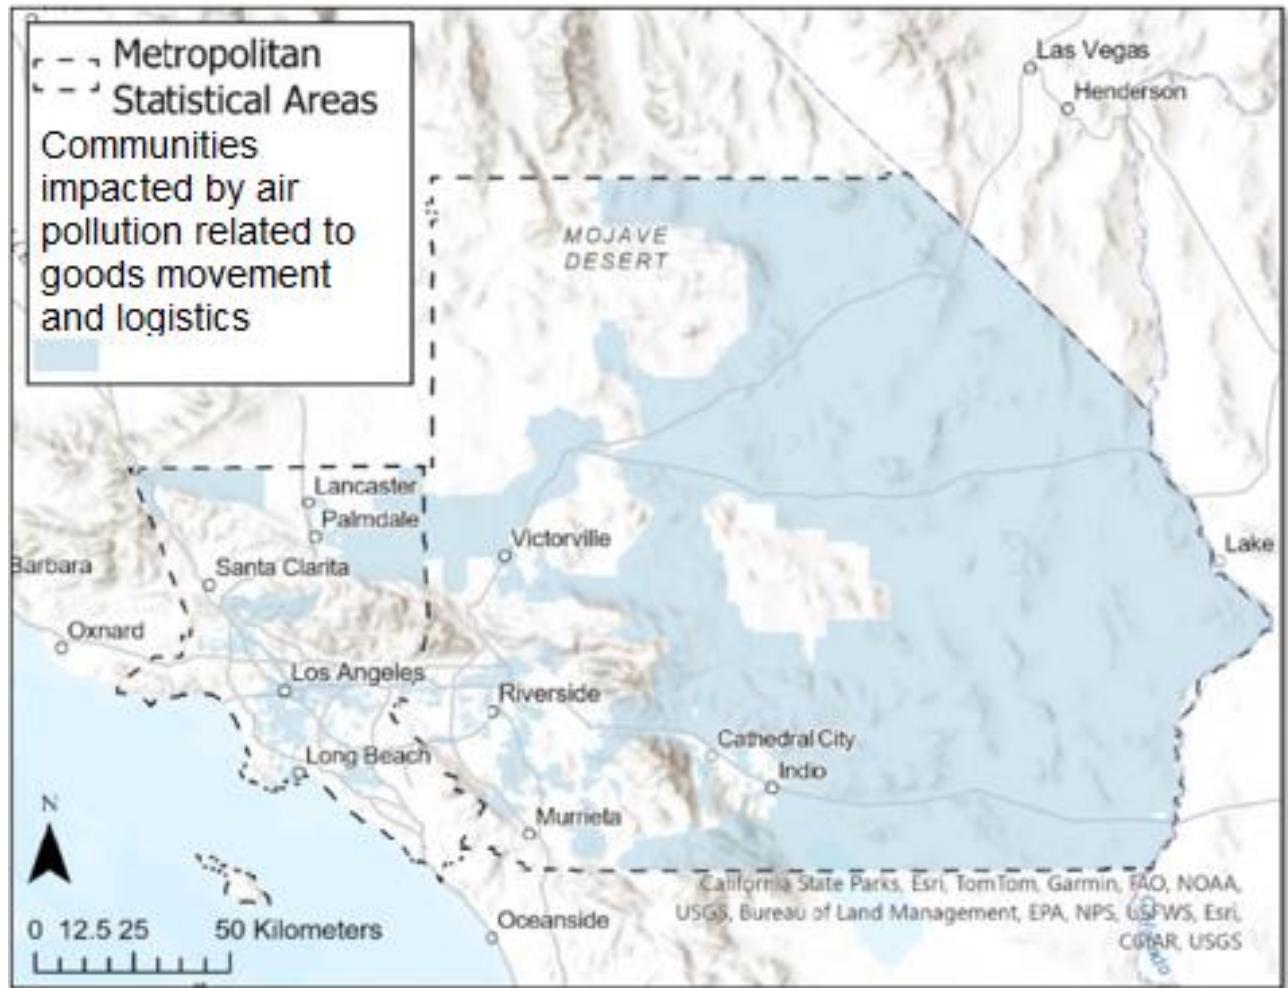 Metropolitan
Statistical Areas
Communities
impacted by air
pollution related to
goods movement
and logistics
Las Vegas
Henderson
MOJAVE
DESERT
Lancaster
Palmdale
Victorville
Lake
Barbara
Santa Clarita
Oxnard
Los Angeles
Riverside
Cathedral City
Long Beach
Indio
Murrieta
N
California State Parks, Esri, TomTom, Garmin, FAO, NOAA,
USGS, Bureau of Land Management, EPA, NPS, USFWS, Esri,
CGIAR, USGS
Oceanside
0 12.5 25 50 Kilometers